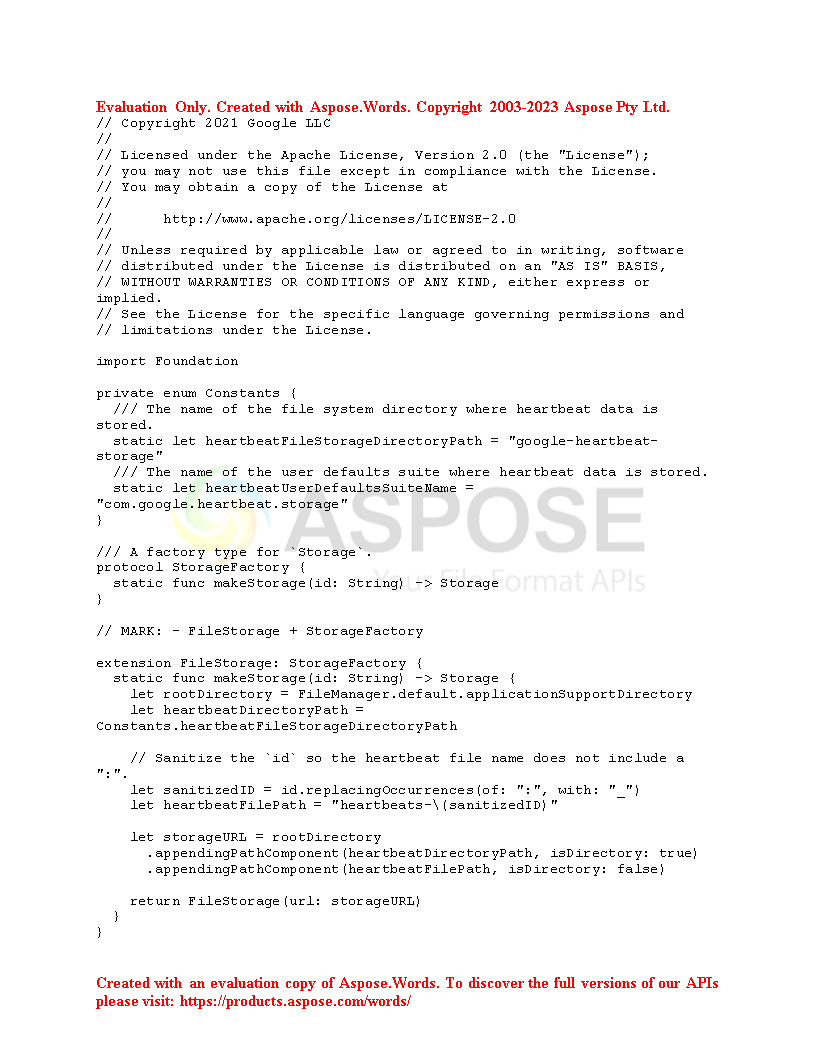 Evaluation Only. Created with Aspose.Words. Copyright 2003-2023 Aspose Pty Ltd.
// Copyright 2021 Google LLC
//
// Licensed under the Apache License, Version 2.0 (the "License");
// you may not use this file except in compliance with the License.
// You may obtain a copy of the License at
//
//      http://www.apache.org/licenses/LICENSE-2.0
//
// Unless required by applicable law or agreed to in writing, software
// distributed under the License is distributed on an "AS IS" BASIS,
// WITHOUT WARRANTIES OR CONDITIONS OF ANY KIND, either express or
implied.
// See the License for the specific language governing permissions and
// limitations under the License.

import Foundation

private enum Constants {
  /// The name of the file system directory where heartbeat data is
stored.
  static let heartbeatFileStorageDirectoryPath = "google-heartbeat-
storage"
  /// The name of the user defaults suite where heartbeat data is stored.
  static let heartbeatUserDefaultsSuiteName =
"com.google.heartbeat.storage"
}
ASPOSE
/// A factory type for `Storage`.
protocol StorageFactory {
  static func makeStorage(id: String) -> Storage
Your File Format APIs
}

// MARK: - FileStorage + StorageFactory

extension FileStorage: StorageFactory {
  static func makeStorage(id: String) -> Storage {
    let rootDirectory = FileManager.default.applicationSupportDirectory
    let heartbeatDirectoryPath =
Constants.heartbeatFileStorageDirectoryPath

    // Sanitize the `id` so the heartbeat file name does not include a
":".
    let sanitizedID = id.replacingOccurrences(of: ":", with: "_")
    let heartbeatFilePath = "heartbeats-\(sanitizedID)"

    let storageURL = rootDirectory
      .appendingPathComponent(heartbeatDirectoryPath, isDirectory: true)
      .appendingPathComponent(heartbeatFilePath, isDirectory: false)

    return FileStorage(url: storageURL)
  }
}
Created with an evaluation copy of Aspose.Words. To discover the full versions of our APIs
please visit: https://products.aspose.com/words/